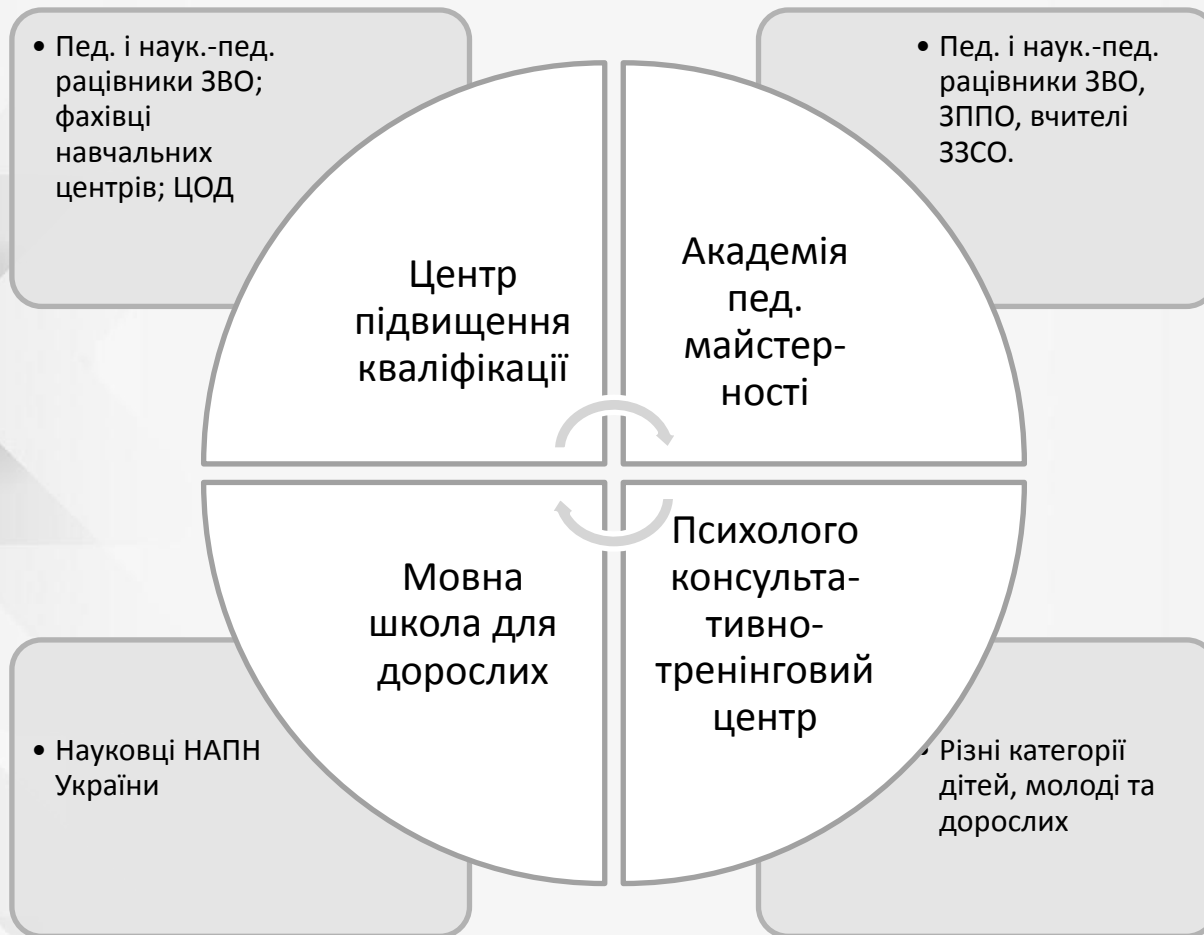 • Пед. і наук.-пед.
рацівники ЗВО;
фахівці
навчальних
центрів; ЦОД
• Пед. і наук.-пед.
рацівники ЗВО,
ЗППО, вчителі
ЗЗСО.
Центр
підвищення
кваліфікації
Академія
пед.
майстер-
ності
Мовна
школа для
дорослих
Психолого
консульта-
тивно-
тренінговий
центр
• Науковці НАПН
України
• Різні категорії
дітей, молоді та
дорослих